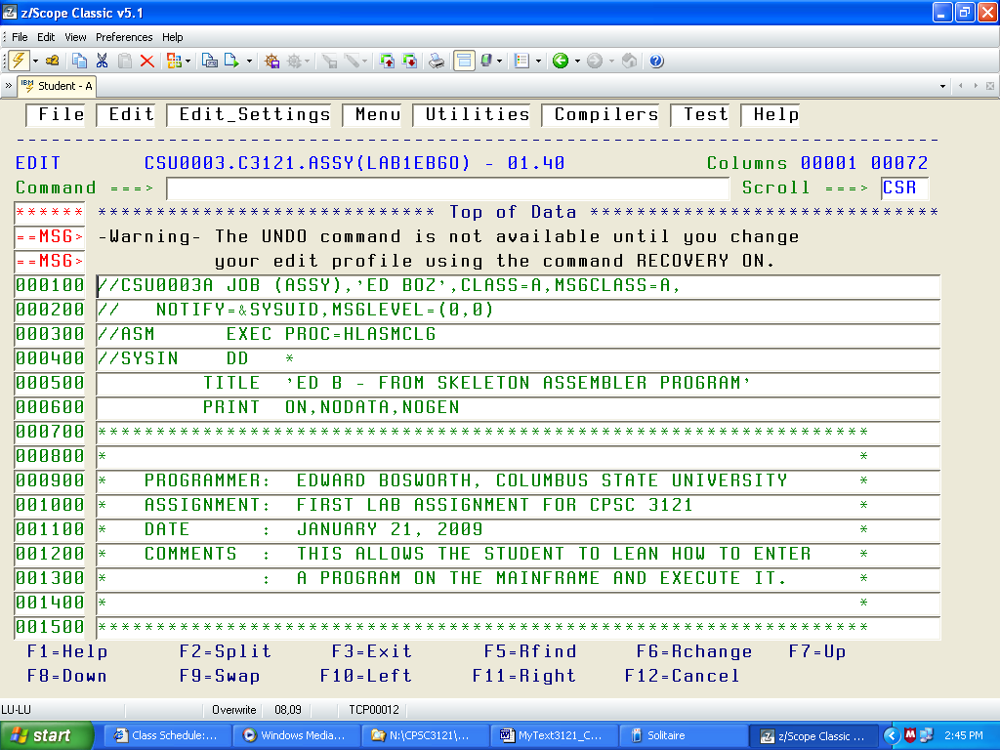 z/Scope Classic v5.1
File Edit View Preferences Help
Student - A
File Edit Edit_Settings Menu Utilities Compilers Test Help
--------------------------------------------------------------------------------
EDIT CSU0003.C3121.ASSY(LAB1EBGO) - 01.40 Columns 00001 00072
Command ===> Scroll ===> CSR
****** ***************************** Top of Data ******************************
==MSG> -Warning- The UNDO command is not available until you change
==MSG> your edit profile using the command RECOVERY ON.
000100 //CSU0003A JOB (ASSY),'ED BOZ',CLASS=A,MSGCLASS=A,
000200 // NOTIFY=&SYSUID,MSGLEVEL=(0,0)
000300 //ASM EXEC PROC=HLASMCLG
000400 //SYSIN DD *
000500 TITLE 'ED B - FROM SKELETON ASSEMBLER PROGRAM'
000600 PRINT ON,NODATA,NOGEN
000700 ******************************************************************
000800 * *
000900 * PROGRAMMER: EDWARD BOSWORTH, COLUMBUS STATE UNIVERSITY *
001000 * ASSIGNMENT: FIRST LAB ASSIGNMENT FOR CPSC 3121 *
001100 * DATE : JANUARY 21, 2009 *
001200 * COMMENTS : THIS ALLOWS THE STUDENT TO LEAN HOW TO ENTER *
001300 * : A PROGRAM ON THE MAINFRAME AND EXECUTE IT. *
001400 * *
001500 ******************************************************************
F1=Help F2=Split F3=Exit F5=Rfind F6=Rchange F7=Up
F8=Down F9=Swap F10=Left F11=Right F12=Cancel
LU-LU Overwrite 08,09 TCP00012
start Class Schedule:... Windows Media... N:\CPSC3121\... MyText3121_C... Solitaire z/Scope Classic ... 2:45 PM